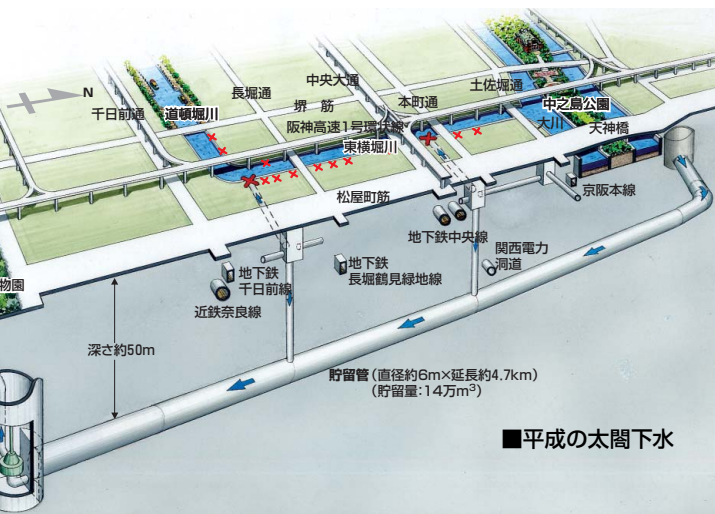 N
千日前通
道頓堀川
長堀通
堺筋
中央大通
阪神高速1号環状線
東横堀川
本町通
土佐堀通
中之島公園
大川
天神橋
松屋町筋
京阪本線
地下鉄中央線
関西電力
洞道
地下鉄
千日前線
地下鉄
長堀鶴見緑地線
近鉄奈良線
物園
深さ約50m
貯留管(直径約6m×延長約4.7km)
(貯留量:14万m³)
■平成の太閤下水